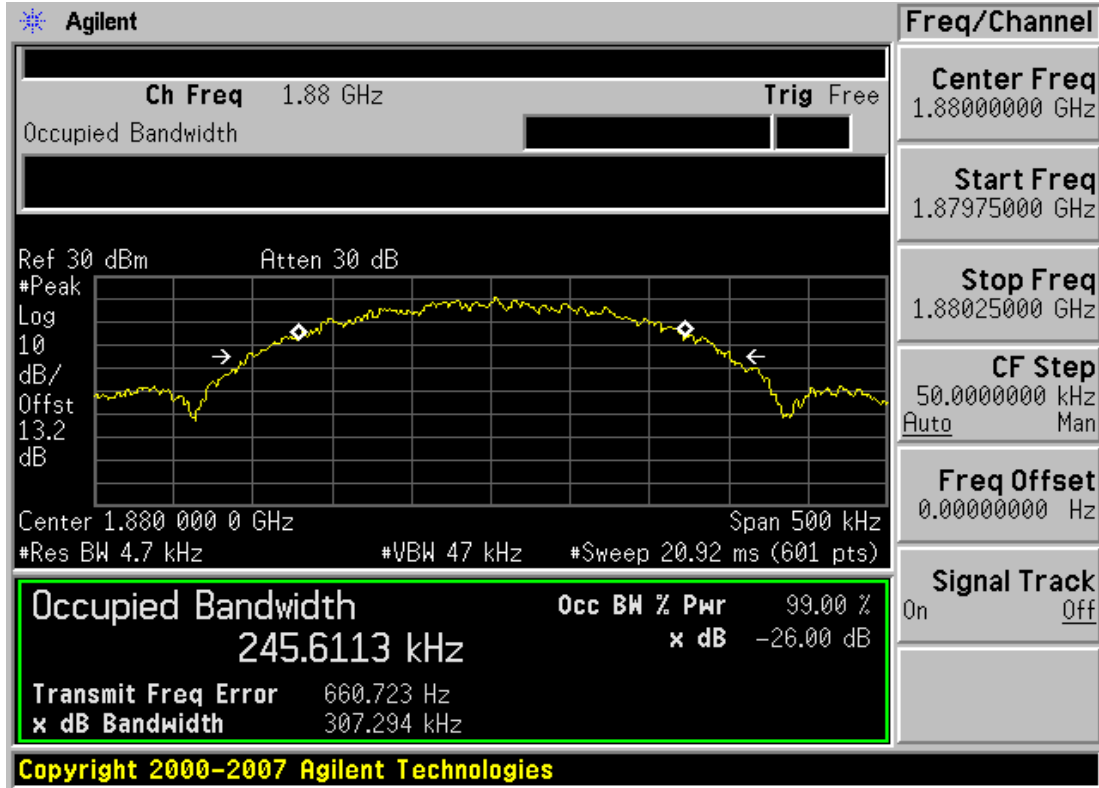 Agilent
Freq/Channel
Ch Freq 1.88 GHz Trig Free
Occupied Bandwidth
Center Freq
1.88000000 GHz
Start Freq
1.87975000 GHz
Stop Freq
1.88025000 GHz
CF Step
50.0000000 kHz
Auto Man
Freq Offset
0.00000000 Hz
Signal Track
On Off
Ref 30 dBm Atten 30 dB
#Peak
Log
10
dB/
Offst
13.2
dB
Center 1.880 000 0 GHz Span 500 kHz
#Res BW 4.7 kHz #VBW 47 kHz #Sweep 20.92 ms (601 pts)
Occupied Bandwidth Occ BW % Pwr 99.00 %
245.6113 kHz x dB -26.00 dB
Transmit Freq Error 660.723 Hz
x dB Bandwidth 307.294 kHz
Copyright 2000-2007 Agilent Technologies